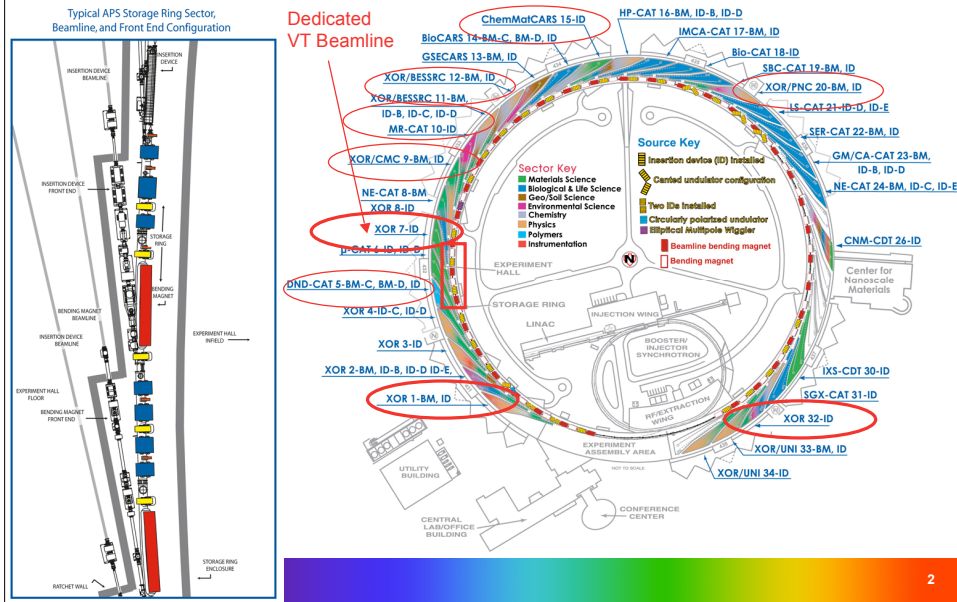 Typical APS Storage Ring Sector,
Beamline, and Front End Configuration
INSERTION
DEVICE
INSERTION DEVICE
BEAMLINE
INSERTION DEVICE
FRONT END
STORAGE
RING
BENDING
MAGNET
BENDING MAGNET
BEAMLINE
INSERTION DEVICE
BEAMLINE
EXPERIMENT HALL
INFIELD
EXPERIMENT HALL
FLOOR
BENDING MAGNET
FRONT END
STORAGE RING
ENCLOSURE
RATCHET WALL
Dedicated
VT Beamline
ChemMatCARS 15-ID
BioCARS 14-BM-C, BM-D, ID
GSECARS 13-BM, ID
XOR/BESSRC 12-BM, ID
XOR/BESSRC 11-BM,
ID-B, ID-C, ID-D
MR-CAT 10-ID
XOR/CMC 9-BM, ID
NE-CAT 8-BM
XOR 8-ID
XOR 7-ID
μ-CAT 6-ID, ID-D
DND-CAT 5-BM-C, BM-D, ID
XOR 4-ID-C, ID-D
XOR 3-ID
XOR 2-BM, ID-B, ID-D ID-E,
XOR 1-BM, ID
HP-CAT 16-BM, ID-B, ID-D
IMCA-CAT 17-BM, ID
Bio-CAT 18-ID
SBC-CAT 19-BM, ID
XOR/PNC 20-BM, ID
LS-CAT 21-ID-D, ID-E
SER-CAT 22-BM, ID
GM/CA-CAT 23-BM,
ID-B, ID-D
NE-CAT 24-BM, ID-C, ID-E
CNM-CDT 26-ID
Center for
Nanoscale
Materials
IXS-CDT 30-ID
SGX-CAT 31-ID
XOR 32-ID
XOR/UNI 33-BM, ID
XOR/UNI 34-ID
Sector Key
Materials Science
Biological & Life Science
Geo/Soil Science
Environmental Science
Chemistry
Physics
Polymers
Instrumentation
Source Key
Insertion device (ID) installed
Canted undulator configuration
Two IDs installed
Circularly polarized undulator
Elliptical Multipole Wiggler
Beamline bending magnet
Bending magnet
N
EXPERIMENT
HALL
STORAGE RING
LINAC
INJECTION WING
BOOSTER/
INJECTOR
SYNCHROTRON
RF/EXTRACTION
WING
EXPERIMENT
ASSEMBLY AREA
NOT TO SCALE
UTILITY
BUILDING
CENTRAL
LAB/OFFICE
BUILDING
CONFERENCE
CENTER
2